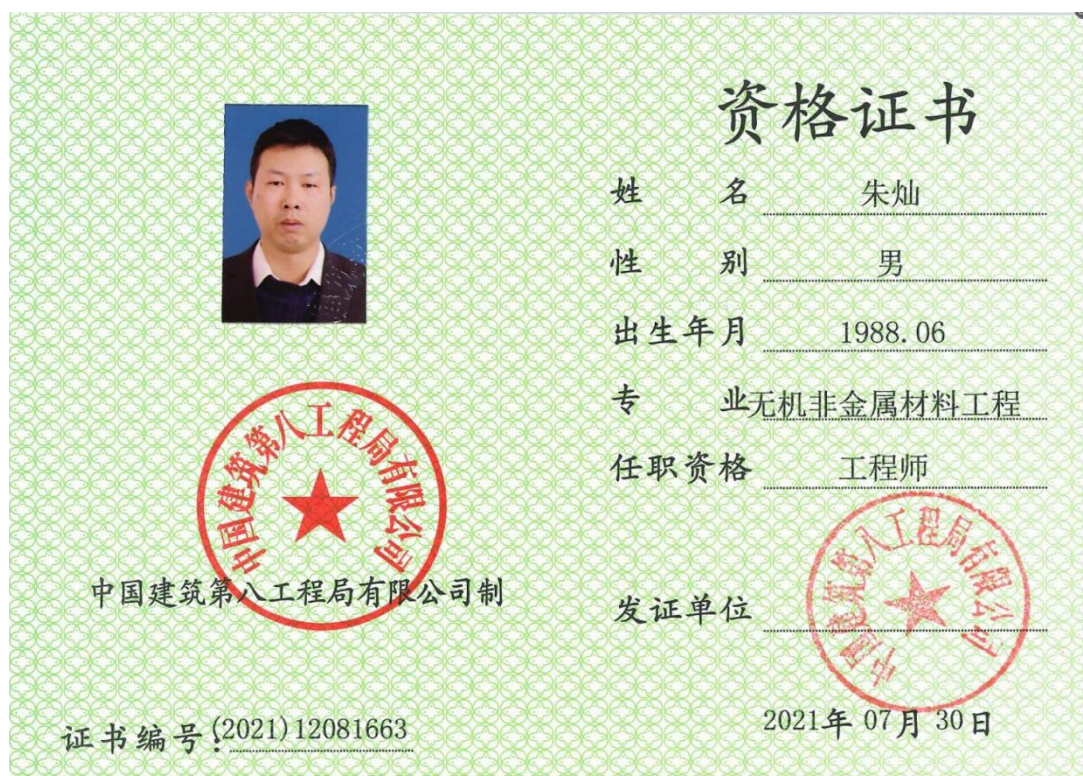 中国建筑第八工程局有限公司
中国建筑第八工程局有限公司制
证书编号:(2021)12081663
资格证书
姓名 朱灿
性别 男
出生年月 1988.06
专业 无机非金属材料工程
任职资格 工程师
发证单位
中国建筑第八工程局有限公司
2021年 07月 30日